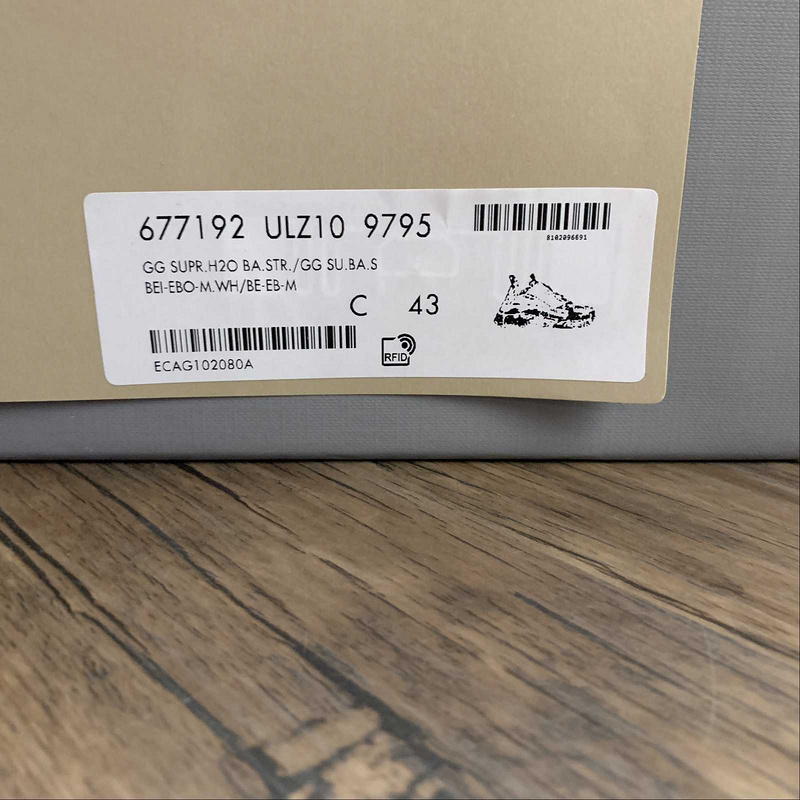 677192 ULZ10 9795
8102096691
GG SUPR.H2O BA.STR./GG SU.BA.S
BEI-EBO-M.WH/BE-EB-M
C 43
ECAG102080A
RFID